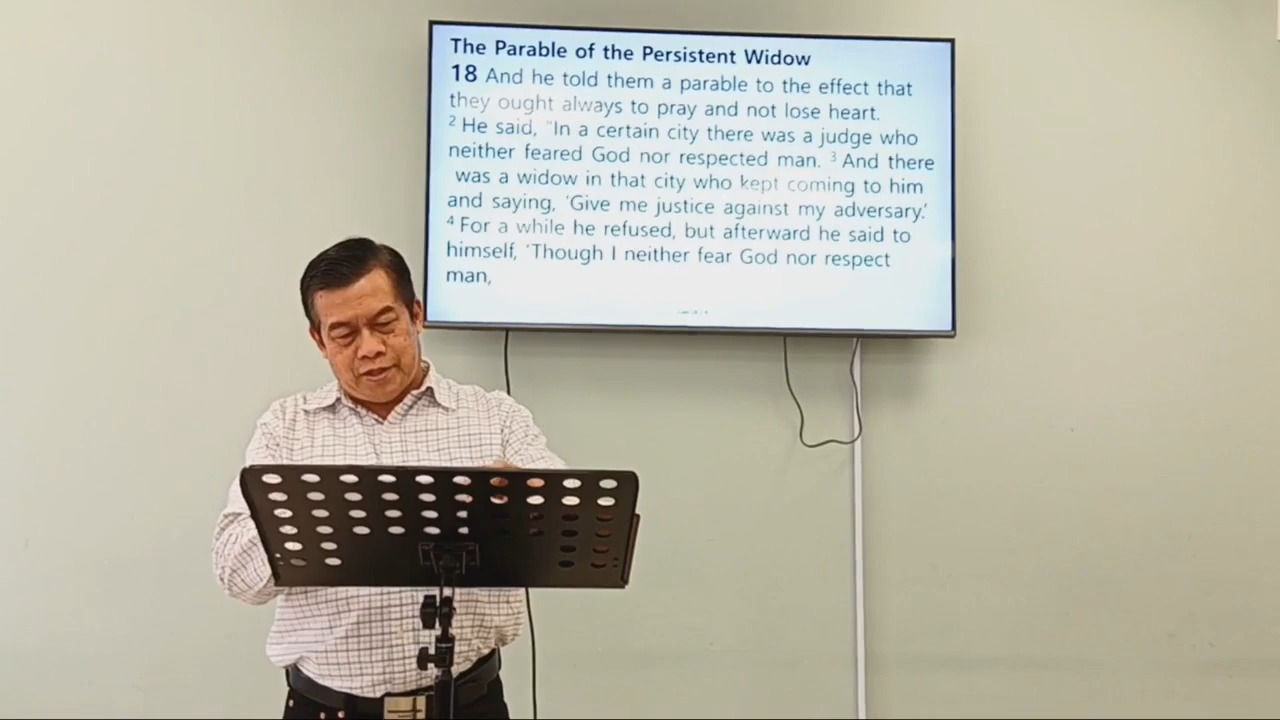 The Parable of the Persistent Widow
18 And he told them a parable to the effect that
they ought always to pray and not lose heart.
2 He said, "In a certain city there was a judge who
neither feared God nor respected man. 3 And there
was a widow in that city who kept coming to him
and saying, 'Give me justice against my adversary.'
4 For a while he refused, but afterward he said to
himself, 'Though I neither fear God nor respect
man,